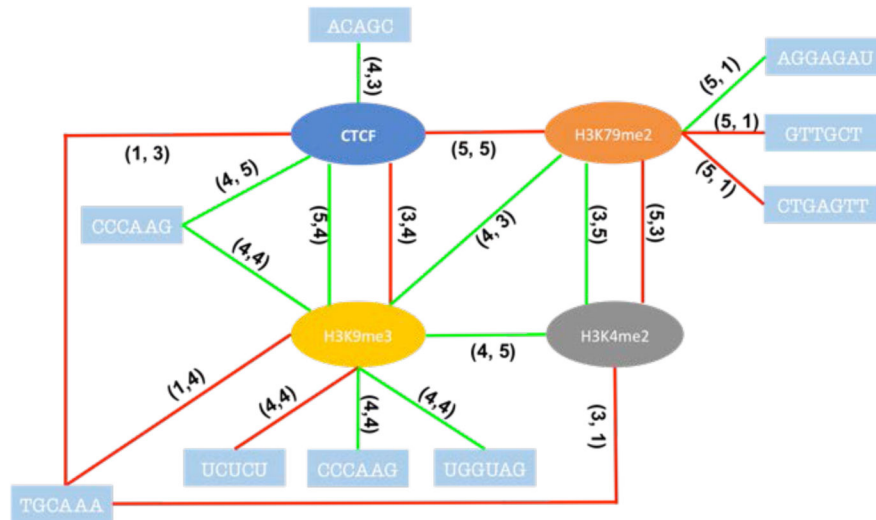 ACAGC
AGGAGAU
(4,3)
(5, 1)
CTCF
H3K79me2
(5, 1)
GTTGCT
(1, 3)
(5, 5)
(5, 1)
(4, 5)
CTGAGTT
CCCAAG
(5,4)
(3,4)
(4, 3)
(3,5)
(5,3)
(4,4)
H3K9me3
H3K4me2
(4, 5)
(1,4)
(4,4)
(4,4)
(4,4)
(3, 1)
UCUCU
CCCAAG
UGGUAG
TGCAAA